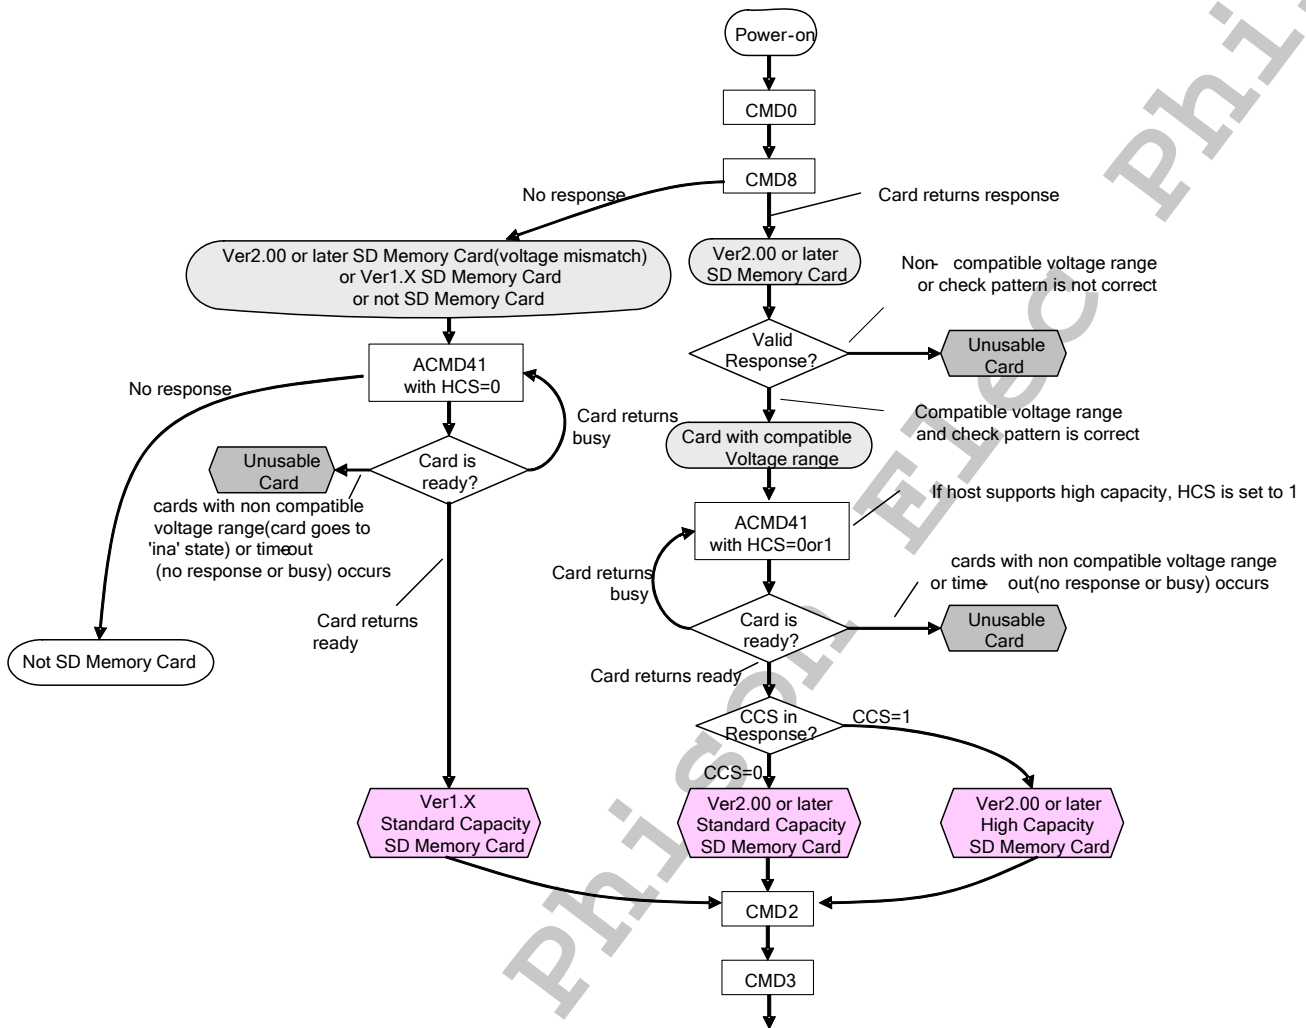 Power-on
CMD0
CMD8
No response
Card returns response
Ver2.00 or later SD Memory Card(voltage mismatch)
or Ver1.X SD Memory Card
or not SD Memory Card
Ver2.00 or later
SD Memory Card
Non- compatible voltage range
or check pattern is not correct
Valid
Response?
Unusable
Card
ACMD41
with HCS=0
No response
Card returns
busy
Compatible voltage range
and check pattern is correct
Card with compatible
Voltage range
Card is
ready?
Unusable
Card
cards with non compatible
voltage range(card goes to
'ina' state) or time-out
(no response or busy) occurs
If host supports high capacity, HCS is set to 1
ACMD41
with HCS=0or1
Card returns
busy
cards with non compatible voltage range
or time- out(no response or busy) occurs
Card is
ready?
Unusable
Card
Card returns
ready
Not SD Memory Card
Card returns ready
CCS in
Response?
CCS=1
CCS=0
Ver1.X
Standard Capacity
SD Memory Card
Ver2.00 or later
Standard Capacity
SD Memory Card
Ver2.00 or later
High Capacity
SD Memory Card
CMD2
CMD3
Phison Elec Phi